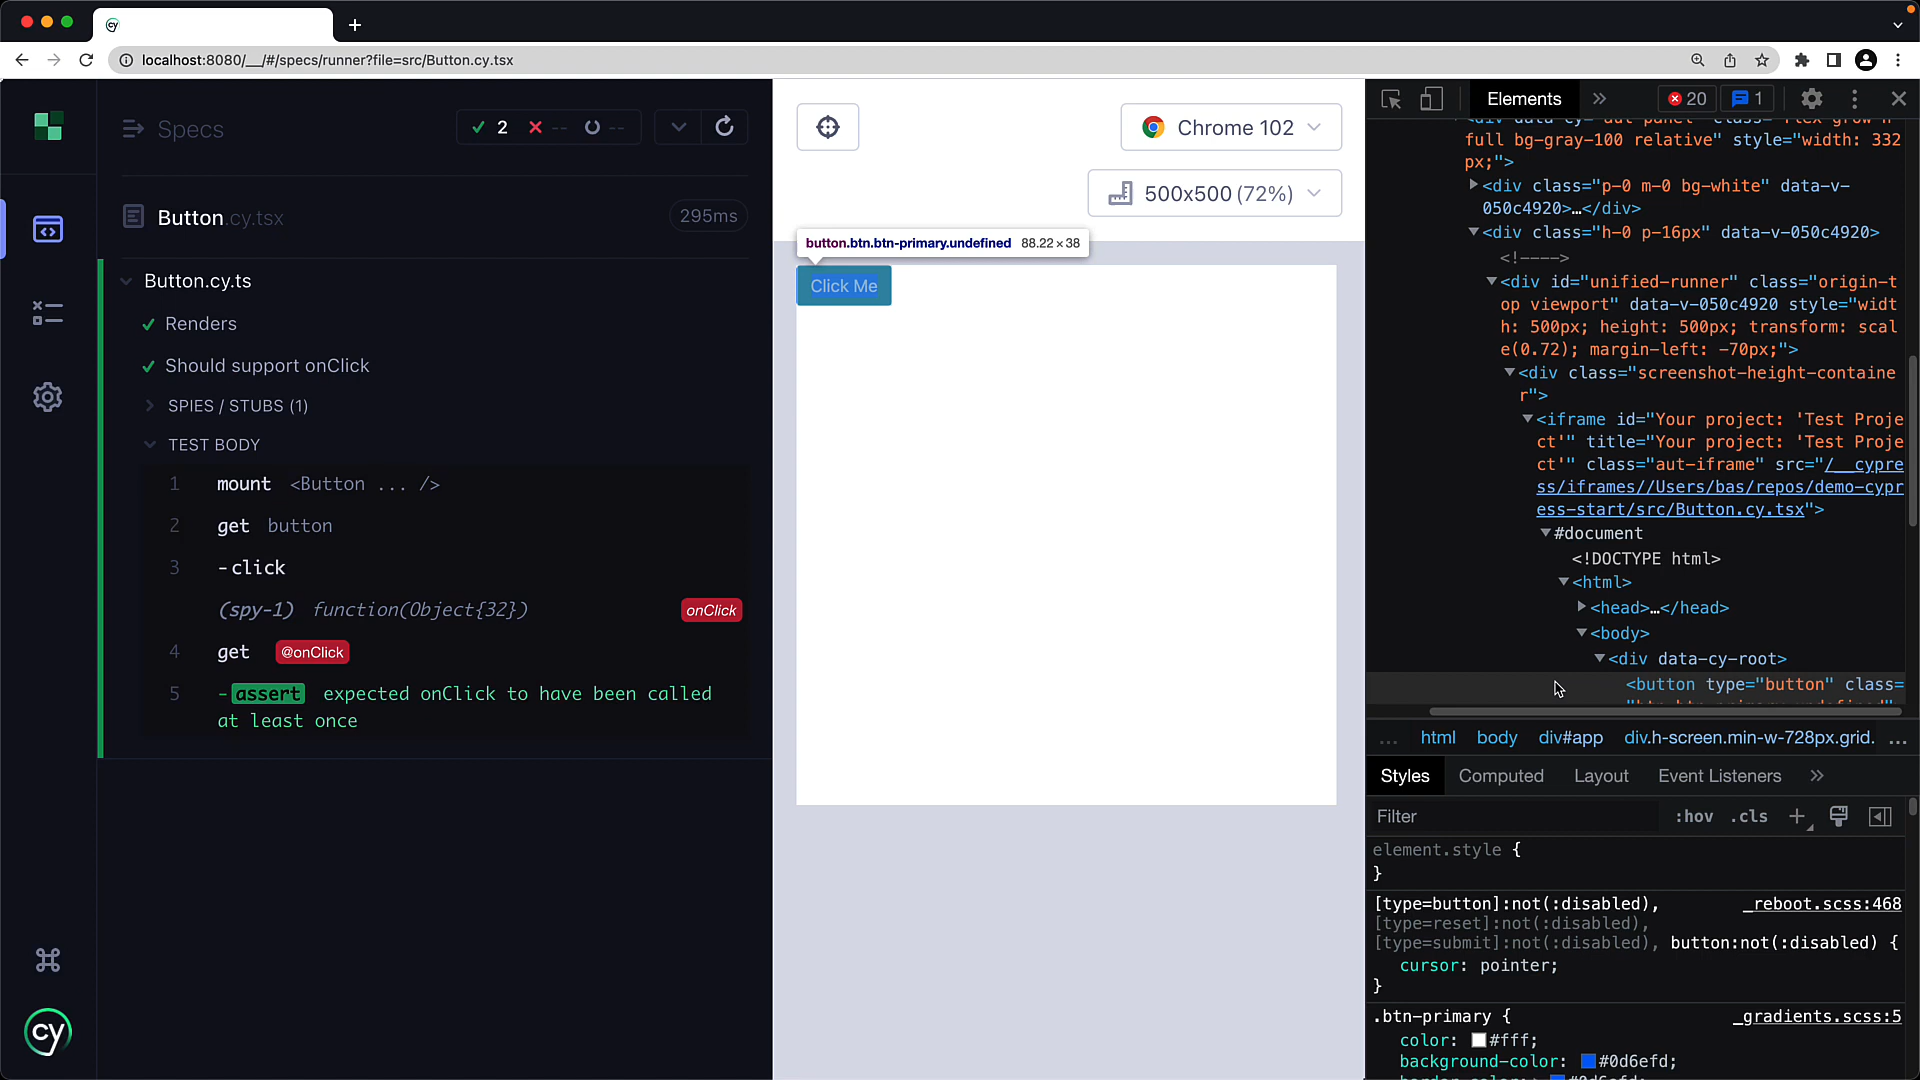 localhost:8080/__/#/specs/runner?file=src/Button.cy.tsx
Specs
2 -- --
Button.cy.tsx
295ms
Button.cy.ts
Renders
Should support onClick
SPIES / STUBS (1)
TEST BODY
1 mount <Button ... />
2 get button
3 -click
(spy-1) function(Object{32}) onClick
4 get @onClick
5 -assert expected onClick to have been called
at least once
cy
Chrome 102
500x500 (72%)
button.btn.btn-primary.undefined 88.22 × 38
Click Me
Elements
20
1
full bg-gray-100 relative" style="width: 332
px;">
<div class="p-0 m-0 bg-white" data-v-
050c4920>…</div>
<div class="h-0 p-16px" data-v-050c4920>
<!---->
<div id="unified-runner" class="origin-t
op viewport" data-v-050c4920 style="widt
h: 500px; height: 500px; transform: scal
e(0.72); margin-left: -70px;">
<div class="screenshot-height-containe
r">
<iframe id="Your project: 'Test Proje
ct'" title="Your project: 'Test Proje
ct'" class="aut-iframe" src="/__cypre
ss/iframes//Users/bas/repos/demo-cypr
ess-start/src/Button.cy.tsx">
#document
<!DOCTYPE html>
<html>
<head>…</head>
<body>
<div data-cy-root>
<button type="button" class=
... html body div#app div.h-screen.min-w-728px.grid. ...
Styles Computed Layout Event Listeners
Filter :hov .cls
element.style {
}
[type=button]:not(:disabled), _reboot.scss:468
[type=reset]:not(:disabled),
[type=submit]:not(:disabled), button:not(:disabled) {
cursor: pointer;
}
.btn-primary { _gradients.scss:5
color: #fff;
background-color: #0d6efd;